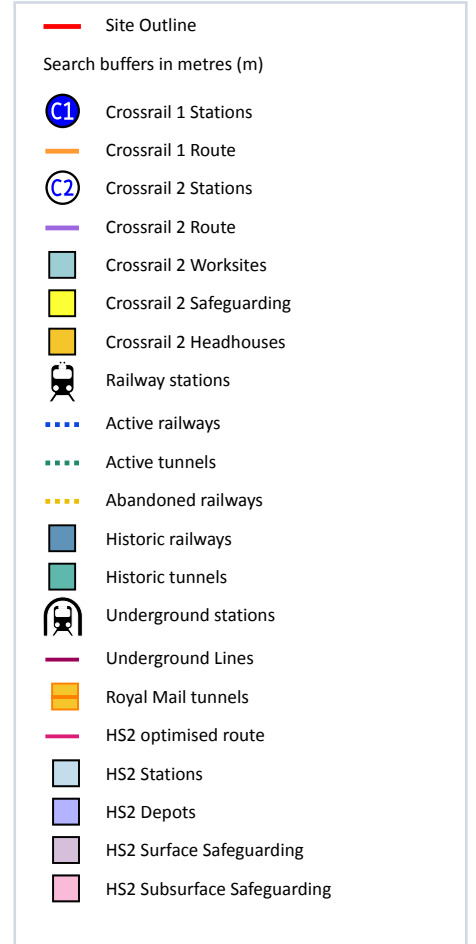 Site Outline
Search buffers in metres (m)
C1 Crossrail 1 Stations
Crossrail 1 Route
C2 Crossrail 2 Stations
Crossrail 2 Route
Crossrail 2 Worksites
Crossrail 2 Safeguarding
Crossrail 2 Headhouses
Railway stations
Active railways
Active tunnels
Abandoned railways
Historic railways
Historic tunnels
Underground stations
Underground Lines
Royal Mail tunnels
HS2 optimised route
HS2 Stations
HS2 Depots
HS2 Surface Safeguarding
HS2 Subsurface Safeguarding